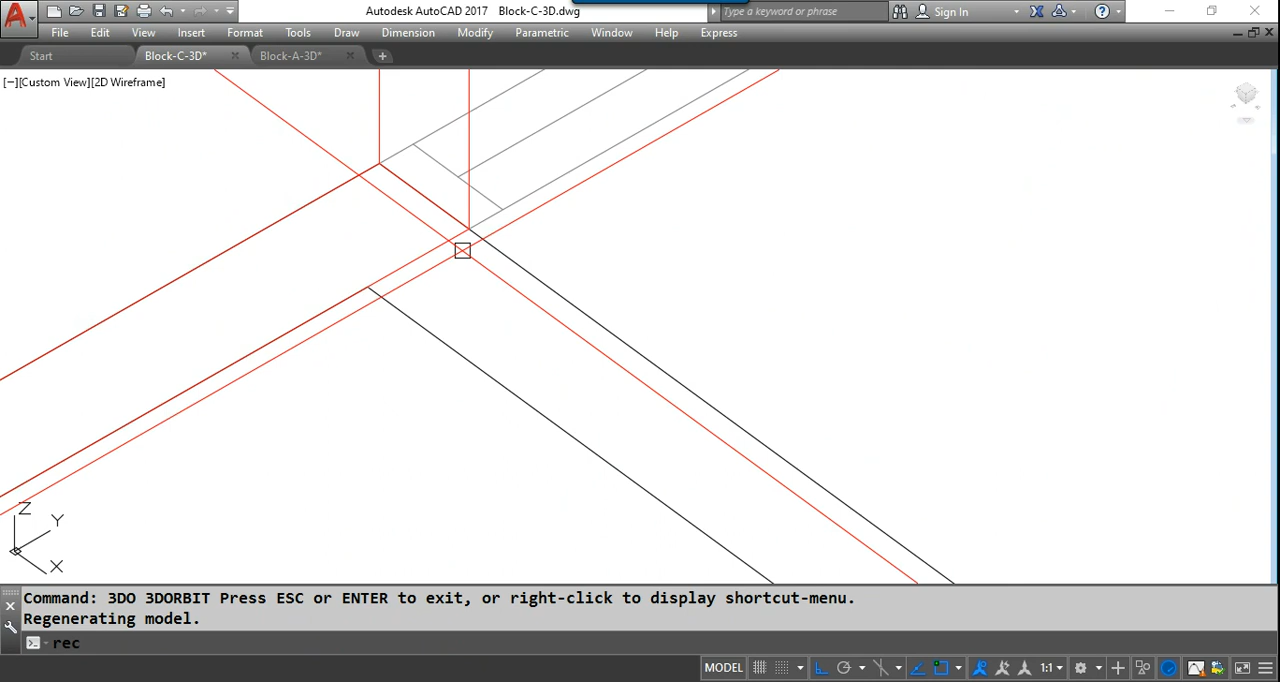 Autodesk AutoCAD 2017 Block-C-3D.dwg Type a keyword or phrase Sign In
File Edit View Insert Format Tools Draw Dimension Modify Parametric Window Help Express
Start Block-C-3D* Block-A-3D*
[−][Custom View][2D Wireframe]
Z
Y
X
Command: 3DO 3DORBIT Press ESC or ENTER to exit, or right-click to display shortcut-menu.
Regenerating model.
rec
MODEL 1:1